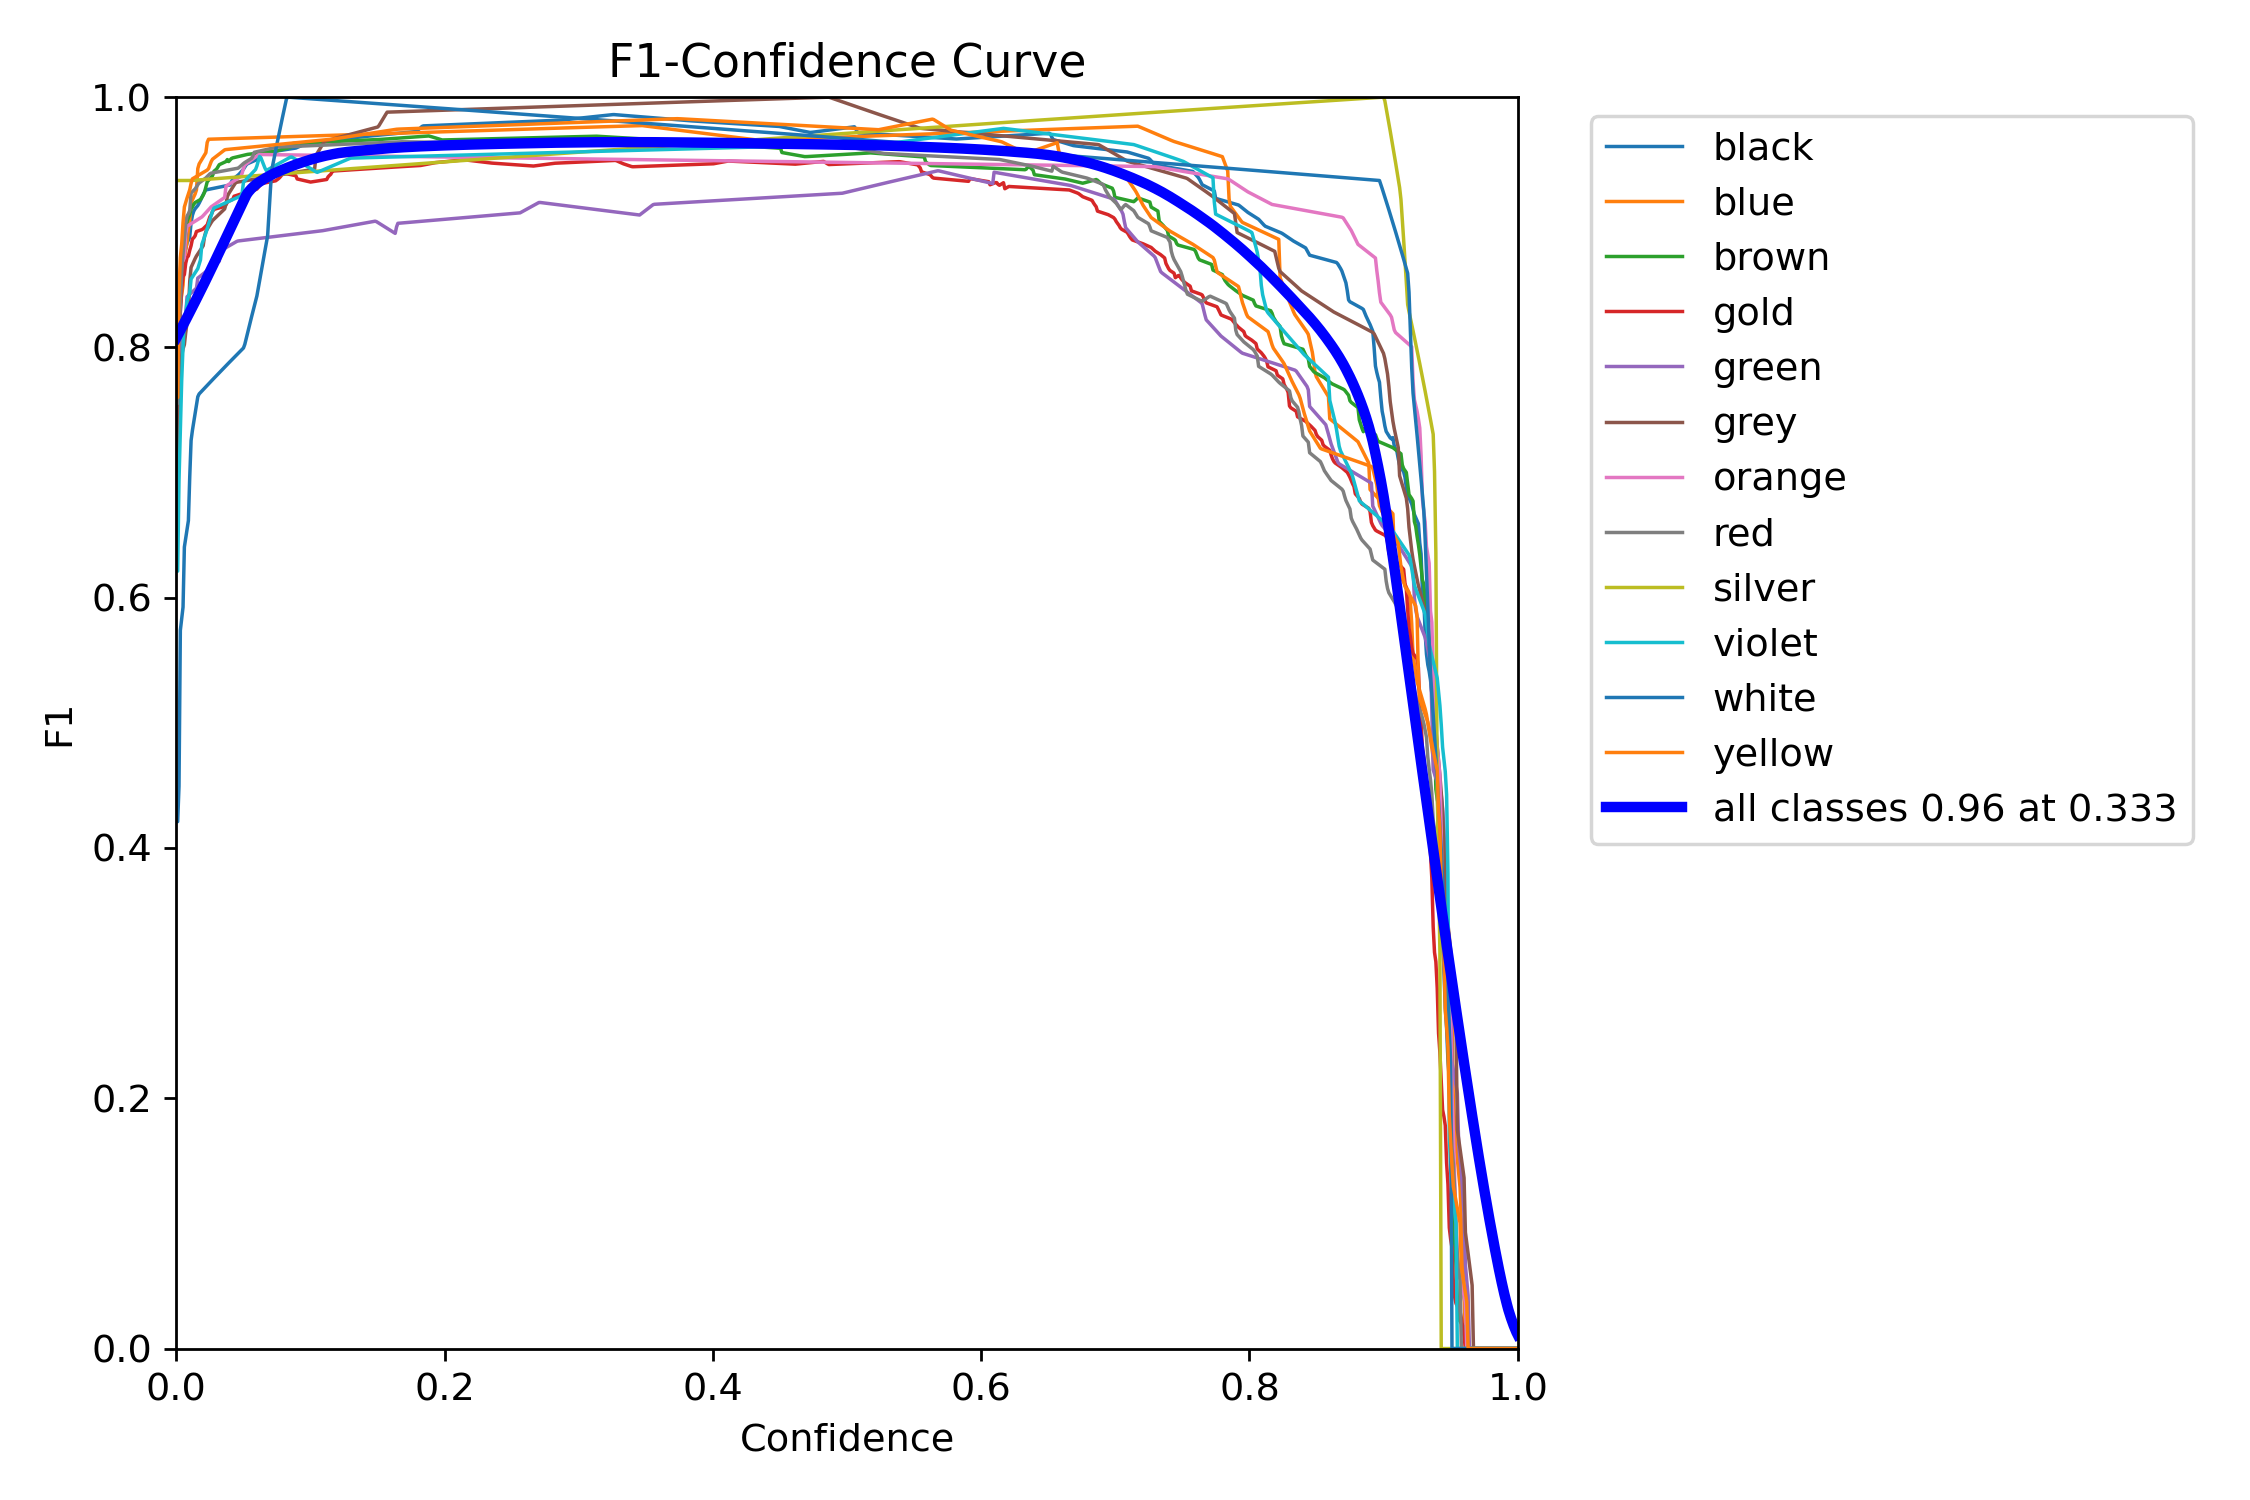 F1-Confidence Curve
1.0
0.8
0.6
0.4
0.2
0.0
F1
0.0 0.2 0.4 0.6 0.8 1.0
Confidence
black
blue
brown
gold
green
grey
orange
red
silver
violet
white
yellow
all classes 0.96 at 0.333